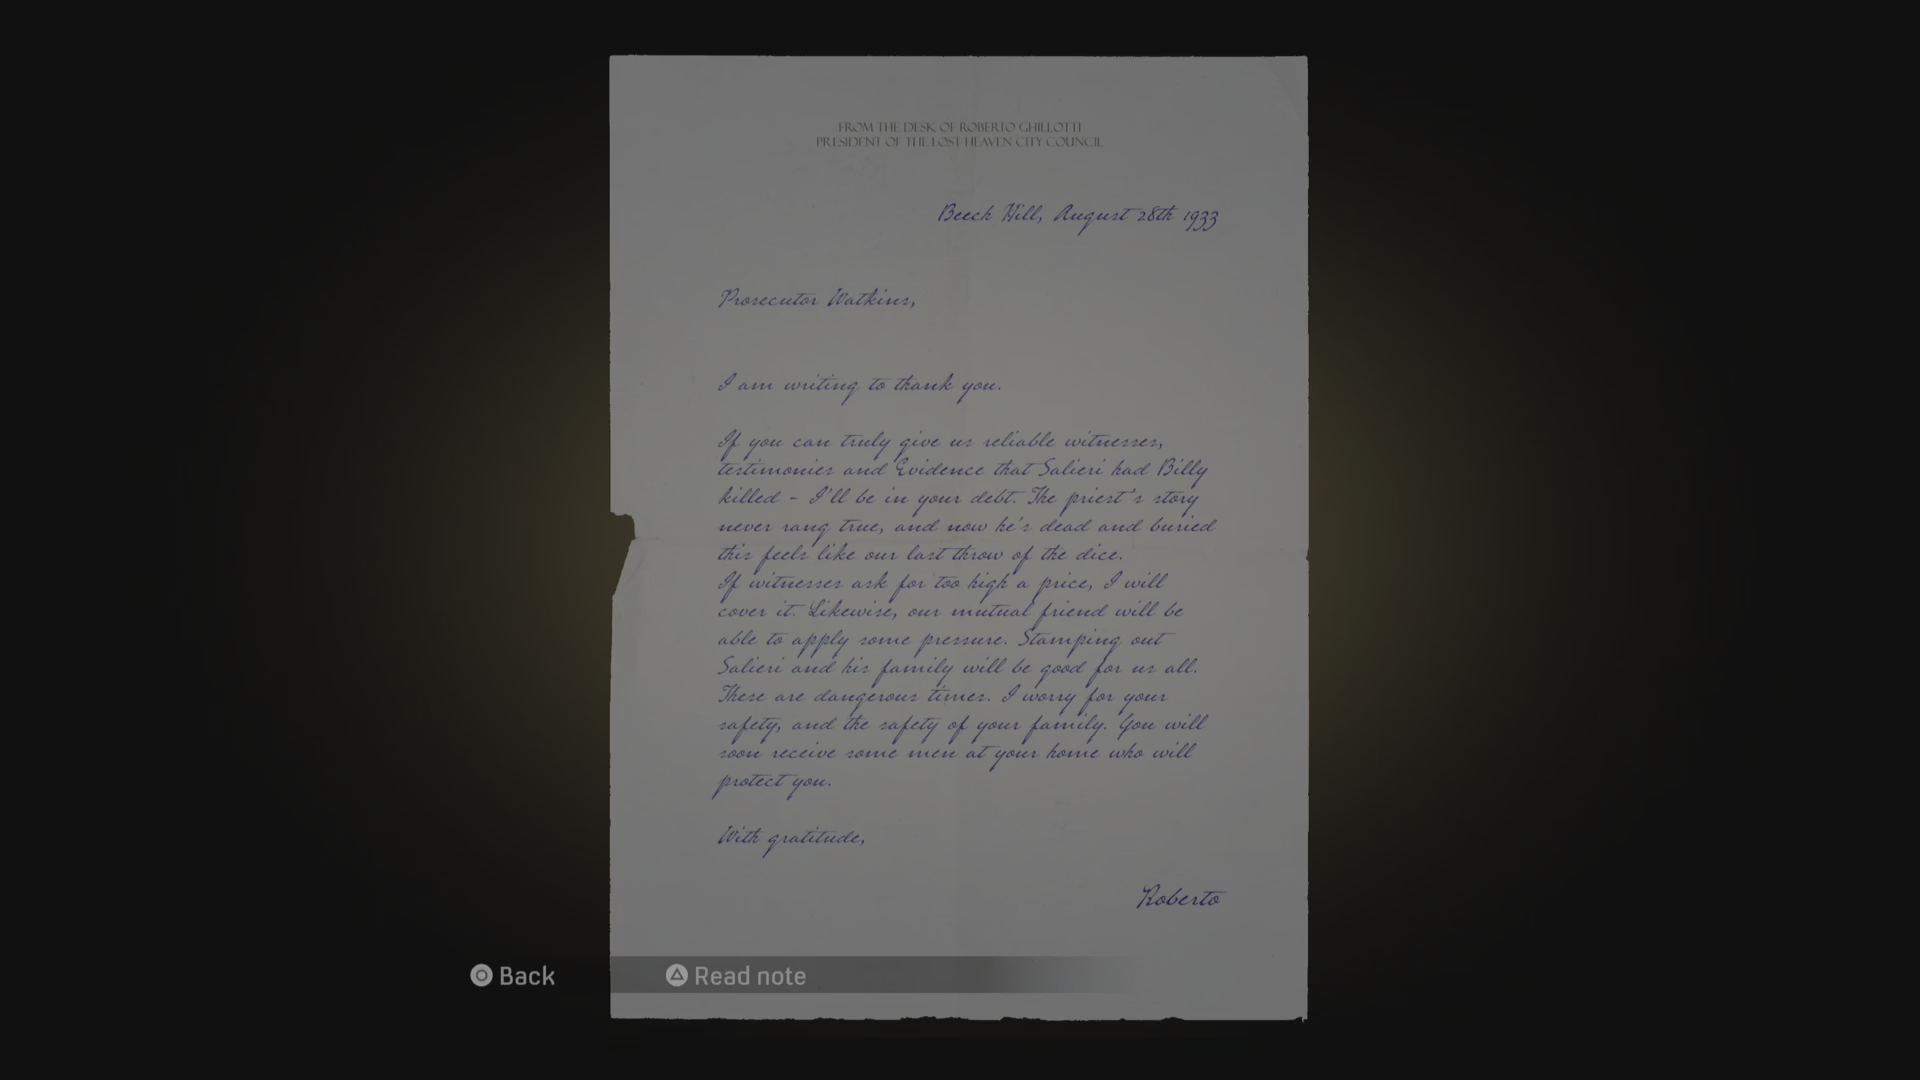 FROM THE DESK OF ROBERTO GHILLOTTI
PRESIDENT OF THE LOST HEAVEN CITY COUNCIL
Beech Hill, August 28th 1933
Prosecutor Watkins,
I am writing to thank you.
If you can truly give us reliable witnesses,
testimonies and Evidence that Salieri had Billy
killed - I'll be in your debt. The priest's story
never rang true, and now he's dead and buried
this feels like our last throw of the dice.
If witnesses ask for too high a price, I will
cover it. Likewise, our mutual friend will be
able to apply some pressure. Stamping out
Salieri and his family will be good for us all.
These are dangerous times. I worry for your
safety, and the safety of your family. You will
soon receive some men at your home who will
protect you.
With gratitude,
Roberto
Back
Read note